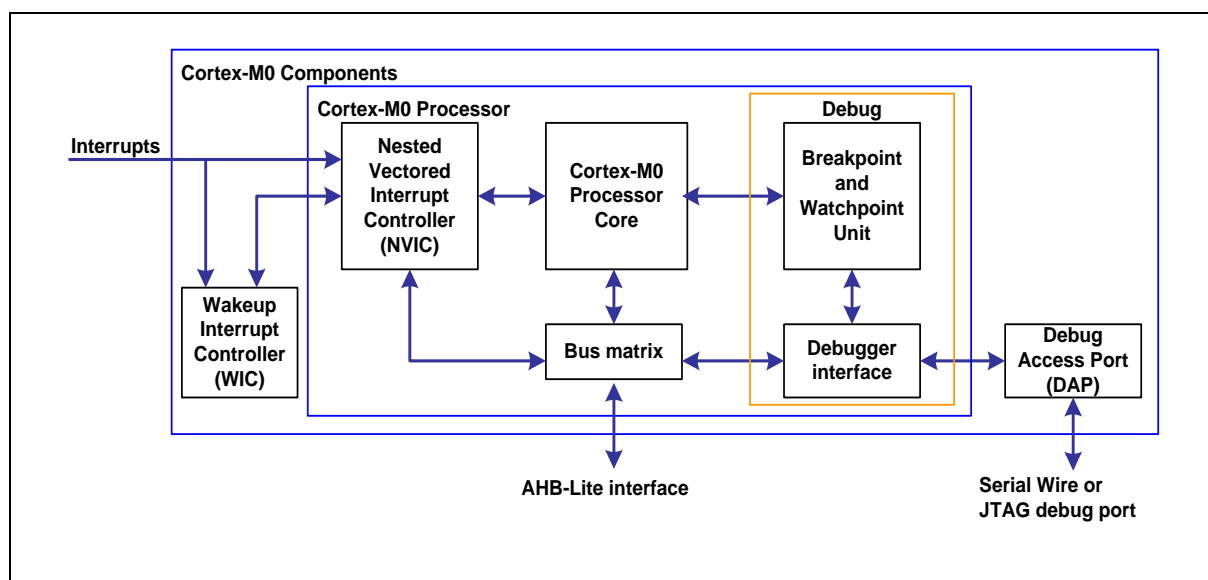 Cortex-M0 Components
Cortex-M0 Processor
Debug
Interrupts
Nested
Vectored
Interrupt
Controller
(NVIC)
Cortex-M0
Processor
Core
Breakpoint
and
Watchpoint
Unit
Wakeup
Interrupt
Controller
(WIC)
Bus matrix
Debugger
interface
Debug
Access Port
(DAP)
AHB-Lite interface
Serial Wire or
JTAG debug port